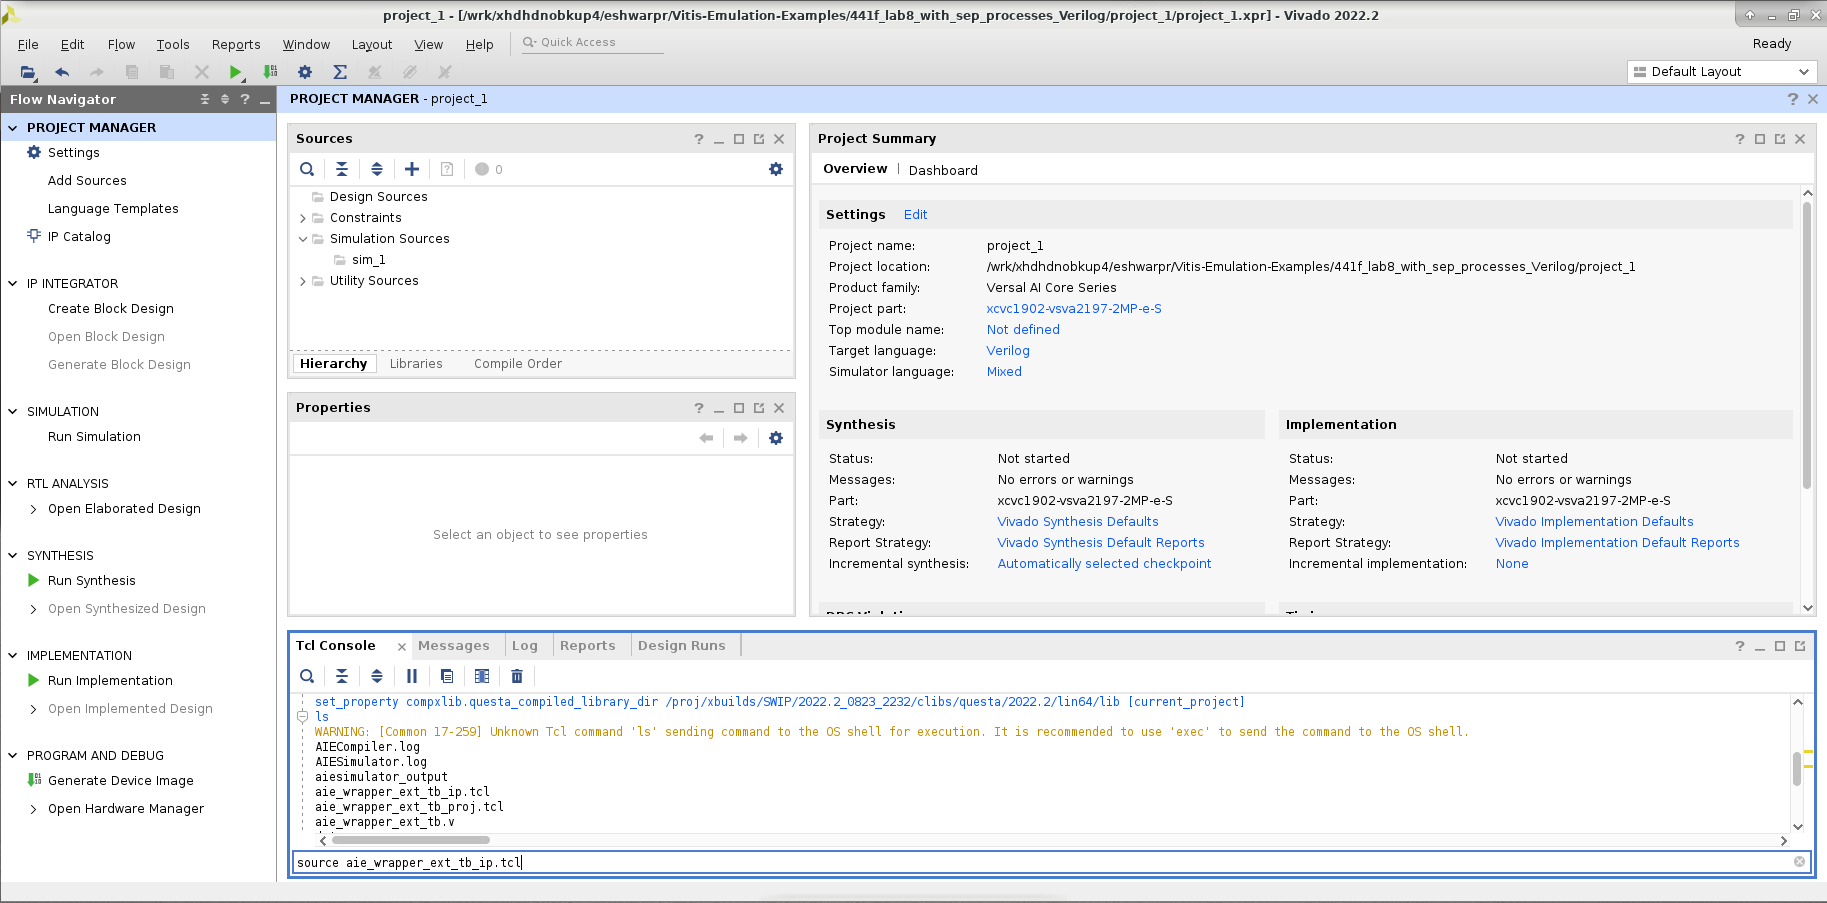 project_1 - [/wrk/xhdhdnobkup4/eshwarpr/Vitis-Emulation-Examples/441f_lab8_with_sep_processes_Verilog/project_1/project_1.xpr] - Vivado 2022.2
File Edit Flow Tools Reports Window Layout View Help Quick Access Ready
Default Layout
Flow Navigator
PROJECT MANAGER
Settings
Add Sources
Language Templates
IP Catalog
IP INTEGRATOR
Create Block Design
Open Block Design
Generate Block Design
SIMULATION
Run Simulation
RTL ANALYSIS
Open Elaborated Design
SYNTHESIS
Run Synthesis
Open Synthesized Design
IMPLEMENTATION
Run Implementation
Open Implemented Design
PROGRAM AND DEBUG
Generate Device Image
Open Hardware Manager
PROJECT MANAGER - project_1
Sources
0
Design Sources
Constraints
Simulation Sources
sim_1
Utility Sources
Hierarchy Libraries Compile Order
Properties
Select an object to see properties
Project Summary
Overview | Dashboard
Settings Edit
Project name: project_1
Project location: /wrk/xhdhdnobkup4/eshwarpr/Vitis-Emulation-Examples/441f_lab8_with_sep_processes_Verilog/project_1
Product family: Versal AI Core Series
Project part: xcvc1902-vsva2197-2MP-e-S
Top module name: Not defined
Target language: Verilog
Simulator language: Mixed
Synthesis
Status: Not started
Messages: No errors or warnings
Part: xcvc1902-vsva2197-2MP-e-S
Strategy: Vivado Synthesis Defaults
Report Strategy: Vivado Synthesis Default Reports
Incremental synthesis: Automatically selected checkpoint
Implementation
Status: Not started
Messages: No errors or warnings
Part: xcvc1902-vsva2197-2MP-e-S
Strategy: Vivado Implementation Defaults
Report Strategy: Vivado Implementation Default Reports
Incremental implementation: None
Tcl Console Messages Log Reports Design Runs
set_property compxlib.questa_compiled_library_dir /proj/xbuilds/SWIP/2022.2_0823_2232/clibs/questa/2022.2/lin64/lib [current_project]
ls
WARNING: [Common 17-259] Unknown Tcl command 'ls' sending command to the OS shell for execution. It is recommended to use 'exec' to send the command to the OS shell.
AIECompiler.log
AIESimulator.log
aiesimulator_output
aie_wrapper_ext_tb_ip.tcl
aie_wrapper_ext_tb_proj.tcl
aie_wrapper_ext_tb.v
source aie_wrapper_ext_tb_ip.tcl